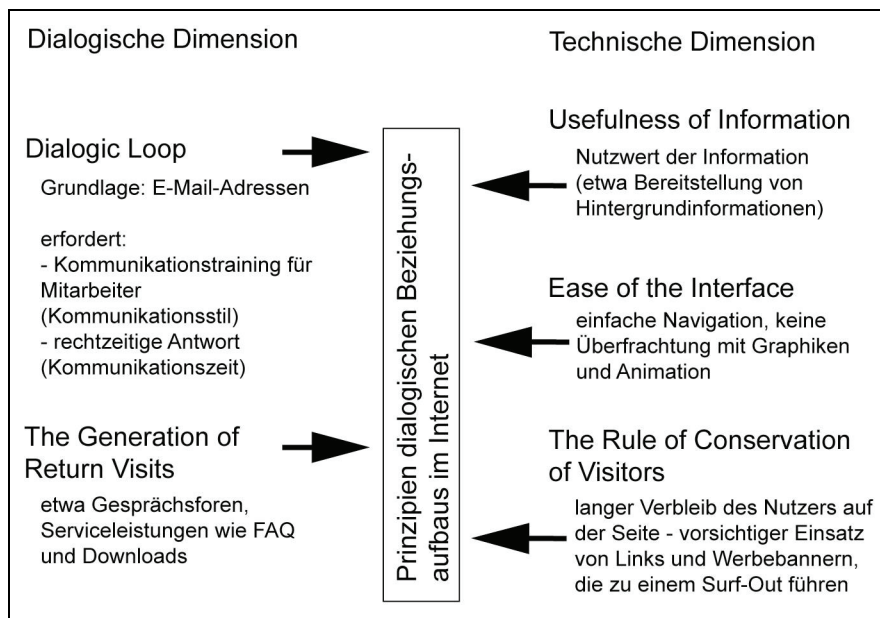 Dialogische Dimension
Dialogic Loop
Grundlage: E-Mail-Adressen
erfordert:
- Kommunikationstraining für
Mitarbeiter
(Kommunikationsstil)
- rechtzeitige Antwort
(Kommunikationszeit)
The Generation of
Return Visits
etwa Gesprächsforen,
Serviceleistungen wie FAQ
und Downloads
Prinzipien dialogischen Beziehungs-
aufbaus im Internet
Technische Dimension
Usefulness of Information
Nutzwert der Information
(etwa Bereitstellung von
Hintergrundinformationen)
Ease of the Interface
einfache Navigation, keine
Überfrachtung mit Graphiken
und Animation
The Rule of Conservation
of Visitors
langer Verbleib des Nutzers auf
der Seite - vorsichtiger Einsatz
von Links und Werbebannern,
die zu einem Surf-Out führen